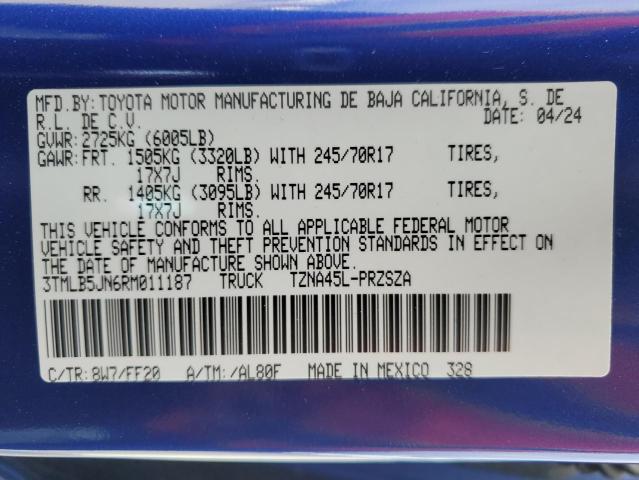 MFD.BY: TOYOTA MOTOR MANUFACTURING DE BAJA CALIFORNIA, S. DE
R.L. DE C.V. DATE: 04/24
GVWR: 2725KG (6005LB)
GAWR: FRT. 1505KG (3320LB) WITH 245/70R17 TIRES,
17X7J RIMS.
RR. 1405KG (3095LB) WITH 245/70R17 TIRES,
17X7J RIMS.
THIS VEHICLE CONFORMS TO ALL APPLICABLE FEDERAL MOTOR
VEHICLE SAFETY AND THEFT PREVENTION STANDARDS IN EFFECT ON
THE DATE OF MANUFACTURE SHOWN ABOVE.
3TMLB5JN6RM011187 TRUCK TZNA45L-PRZSZA
C/TR: 8W7/FF20 A/TM: /AL80F MADE IN MEXICO 328